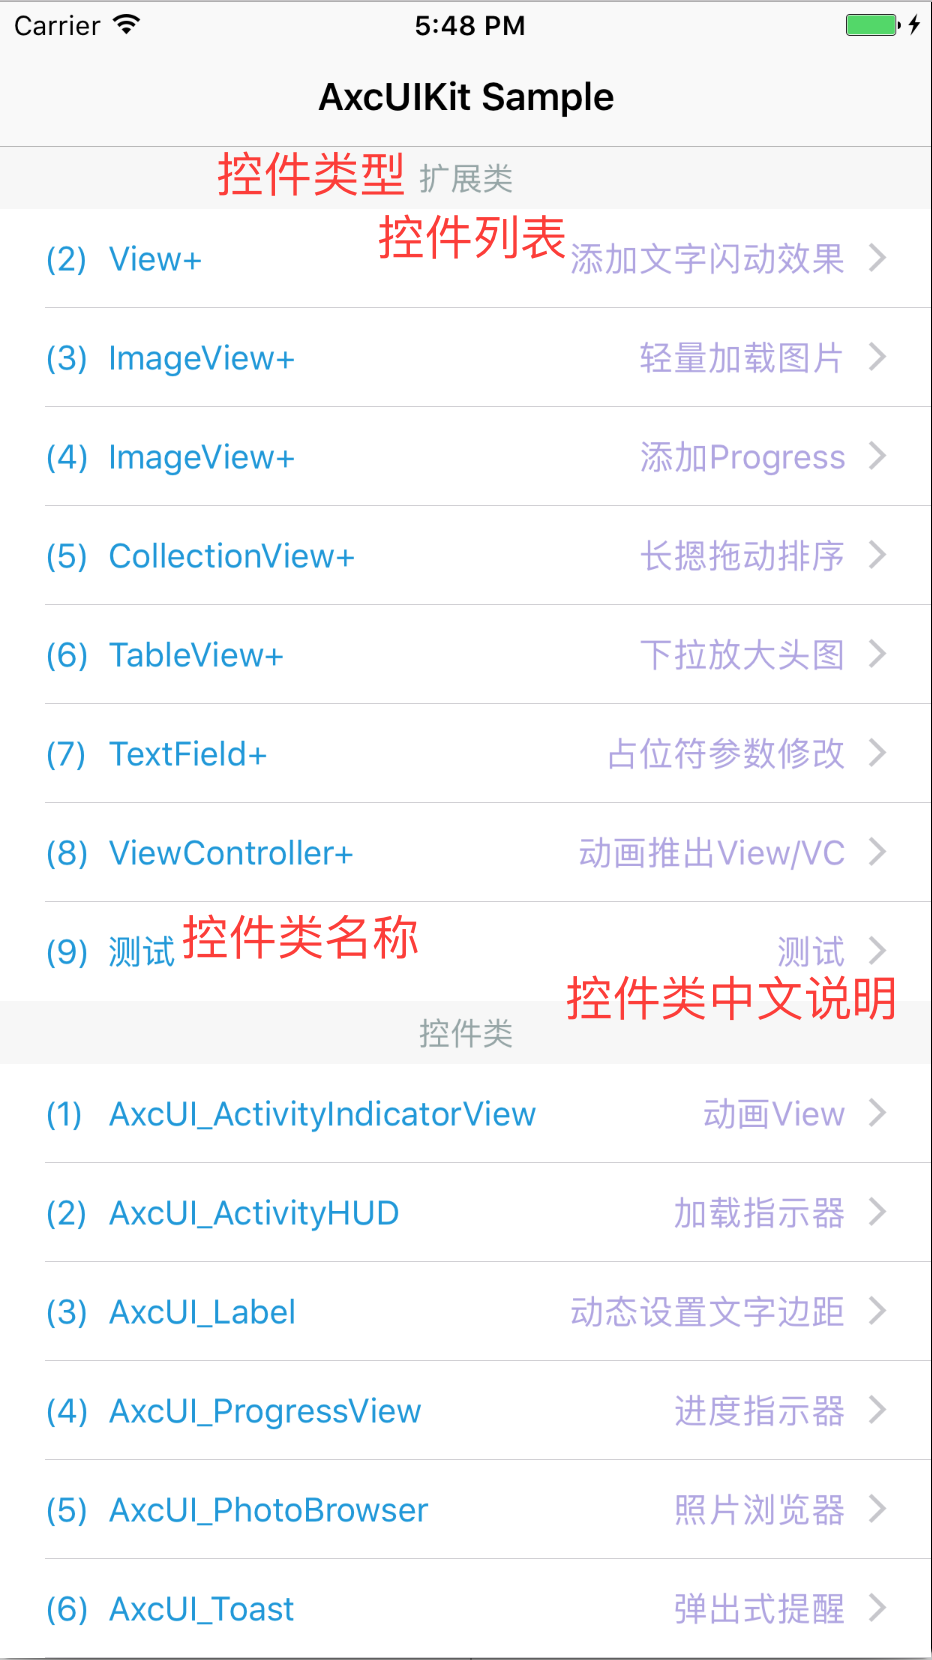 Carrier 5:48 PM
AxcUIKit Sample
控件类型 扩展类
控件列表
(2) View+ 添加文字闪动效果
(3) ImageView+ 轻量加载图片
(4) ImageView+ 添加Progress
(5) CollectionView+ 长摁拖动排序
(6) TableView+ 下拉放大头图
(7) TextField+ 占位符参数修改
(8) ViewController+ 动画推出View/VC
(9) 测试 控件类名称 测试
控件类中文说明
控件类
(1) AxcUI_ActivityIndicatorView 动画View
(2) AxcUI_ActivityHUD 加载指示器
(3) AxcUI_Label 动态设置文字边距
(4) AxcUI_ProgressView 进度指示器
(5) AxcUI_PhotoBrowser 照片浏览器
(6) AxcUI_Toast 弹出式提醒